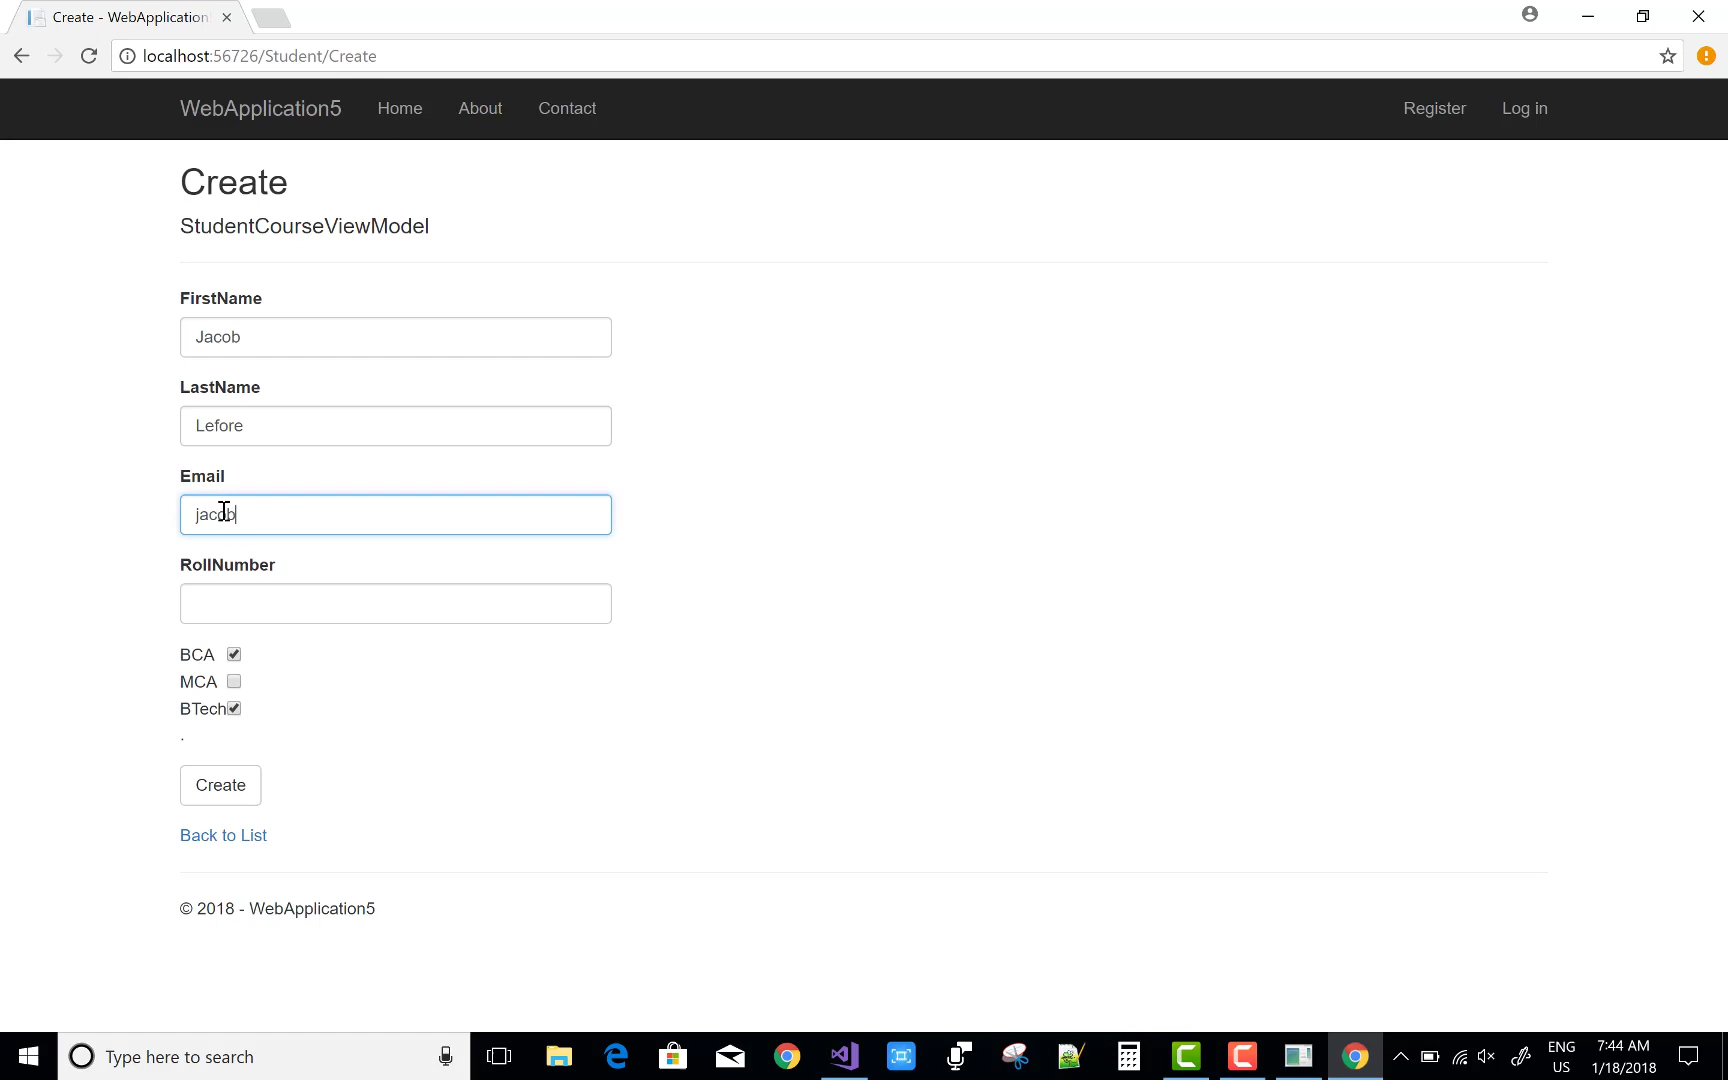 Create - WebApplication
localhost:56726/Student/Create
WebApplication5 Home About Contact Register Log in
Create
StudentCourseViewModel
FirstName
Jacob
LastName
Lefore
Email
jacob
RollNumber
BCA
MCA
BTech
.
Create
Back to List
© 2018 - WebApplication5
Type here to search
ENG 7:44 AM
US 1/18/2018